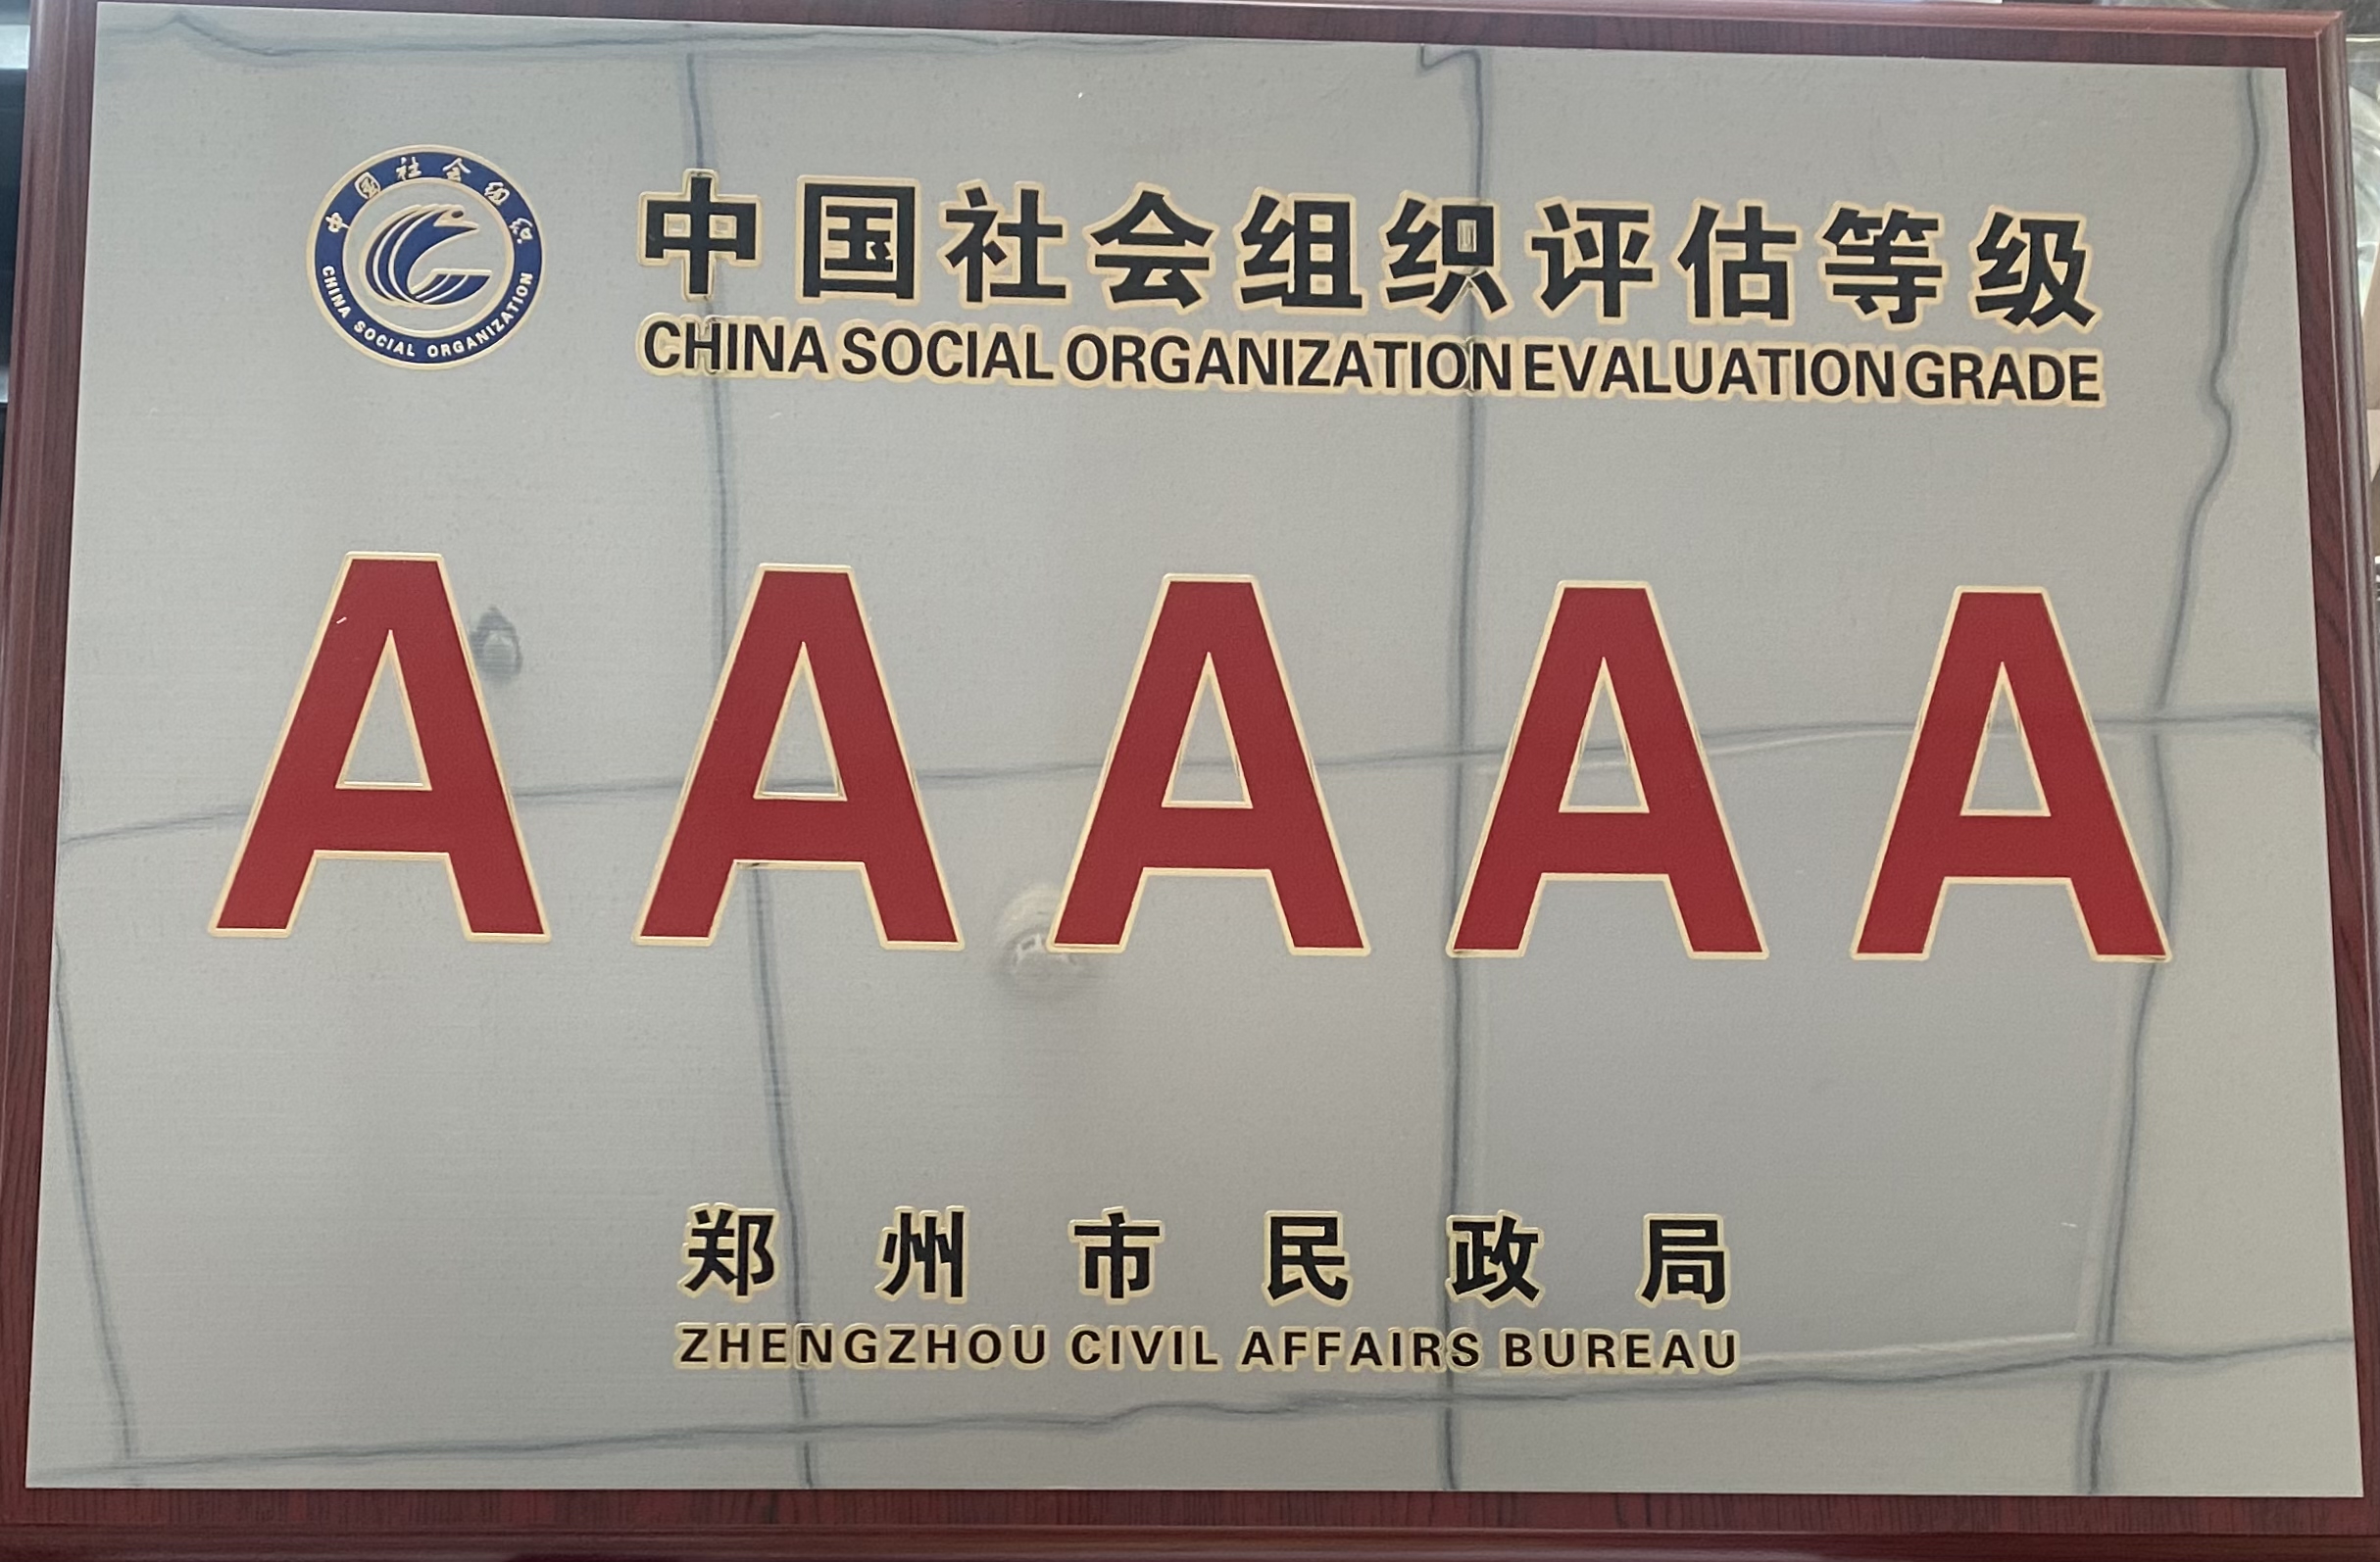 中国社会组织
CHINA SOCIAL ORGANIZATION
中国社会组织评估等级
CHINA SOCIAL ORGANIZATION EVALUATION GRADE
AAAAA
郑州市民政局
ZHENGZHOU CIVIL AFFAIRS BUREAU